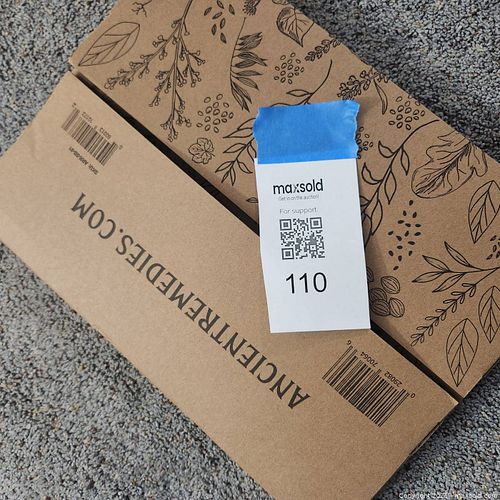 maxsold
Get in on the auction!
For support
110
ANCIENTREMEDIES.COM